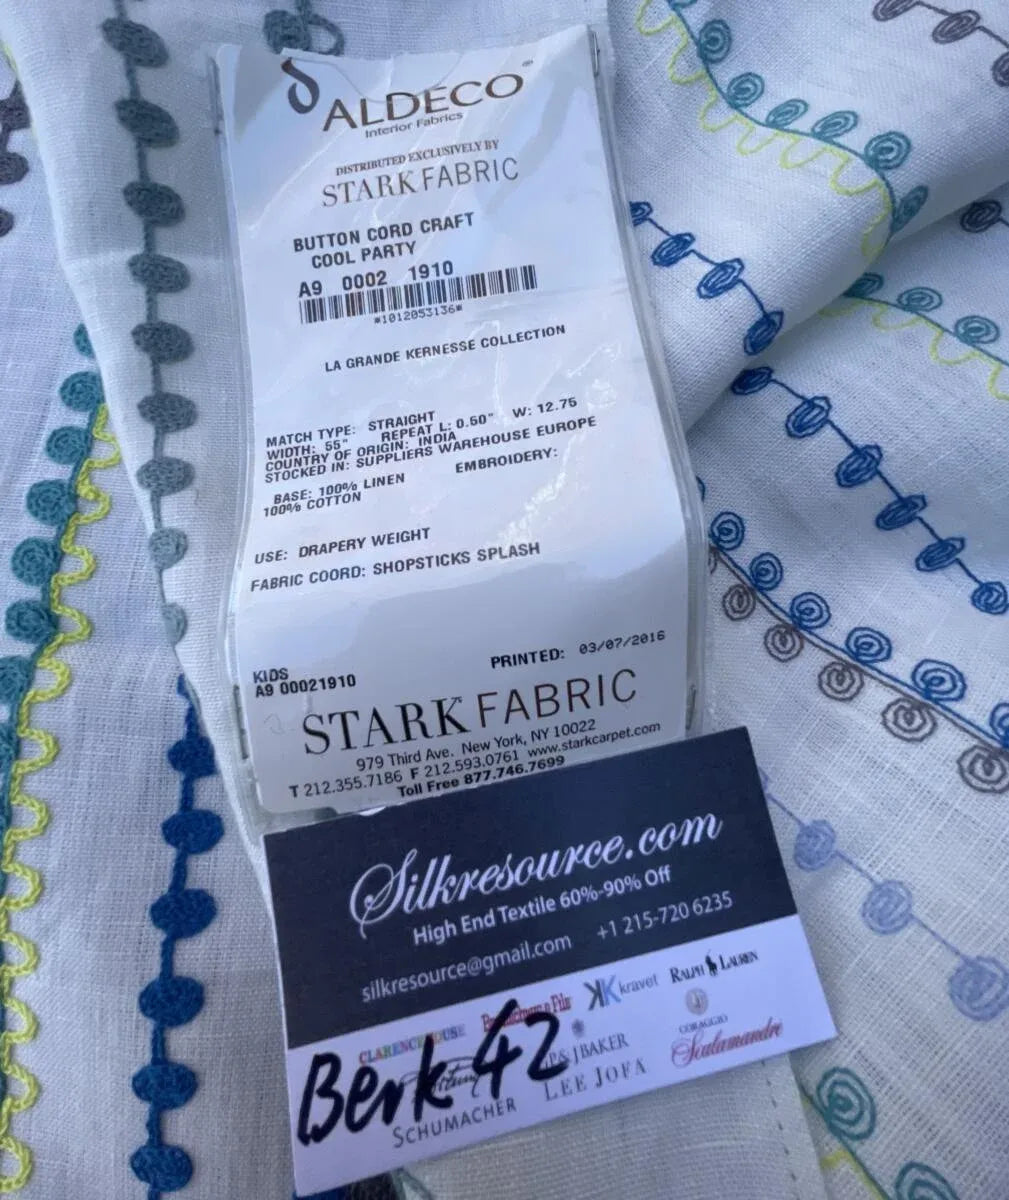 ALDECO®
Interior Fabrics
DISTRIBUTED EXCLUSIVELY BY
STARK FABRIC
BUTTON CORD CRAFT
COOL PARTY
A9 0002 1910
*1012053136*
LA GRANDE KERNESSE COLLECTION
MATCH TYPE: STRAIGHT
WIDTH: 55" REPEAT L: 0.50" W: 12.75
COUNTRY OF ORIGIN: INDIA
STOCKED IN: SUPPLIERS WAREHOUSE EUROPE
BASE: 100% LINEN EMBROIDERY:
100% COTTON
USE: DRAPERY WEIGHT
FABRIC COORD: SHOPSTICKS SPLASH
KIDS PRINTED: 03/07/2016
A9 00021910
STARK FABRIC
979 Third Ave. New York, NY 10022
T 212.355.7186 F 212.593.0761 www.starkcarpet.com
Toll Free 877.746.7699
Silkresource.com
High End Textile 60%-90% Off
silkresource@gmail.com +1 215-720 6235
CLARENCE HOUSE Fils kravet RALPH LAUREN
Berk 42
P&J BAKER CORAGGIO
SCHUMACHER LEE JOFA Scalamandré